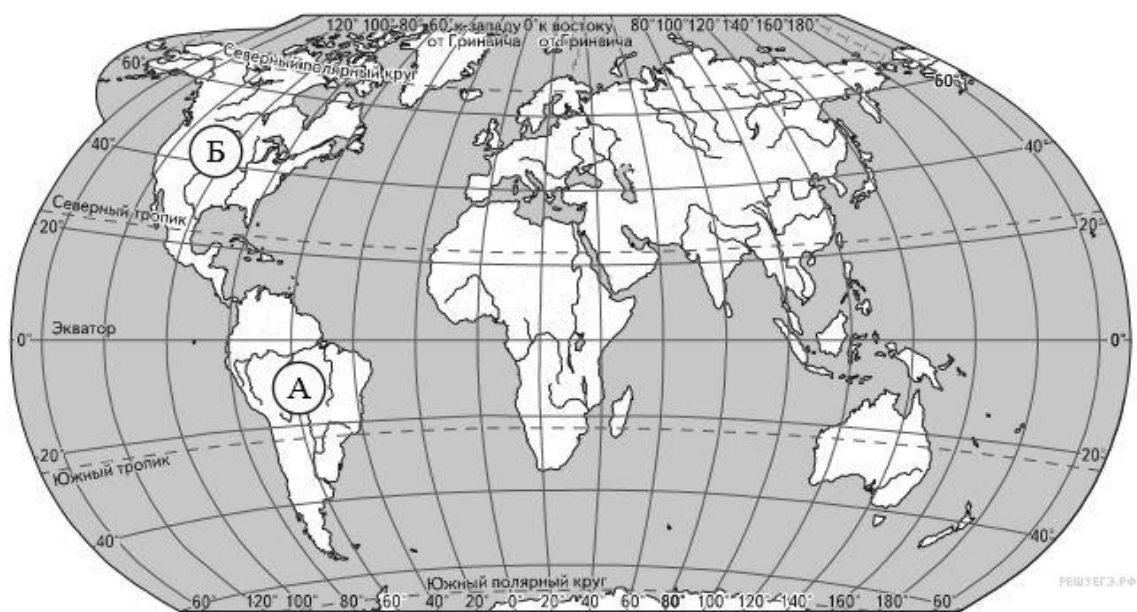 120° 100° 80° 60° к западу 0° к востоку 80° 100° 120° 140° 160° 180°
от Гринвича от Гринвича
60° Северный полярный круг 60°
40° Б 40°
Северный тропик
20° 20°
Экватор
0° 0°
А
20° 20°
Южный тропик
40° 40°
Южный полярный круг
РЕШУЕГЭ.РФ
60° 120° 100° 80° 60° 40 20 0° 20° 40° 60° 80° 100° 120° 140° 160° 180° 60°